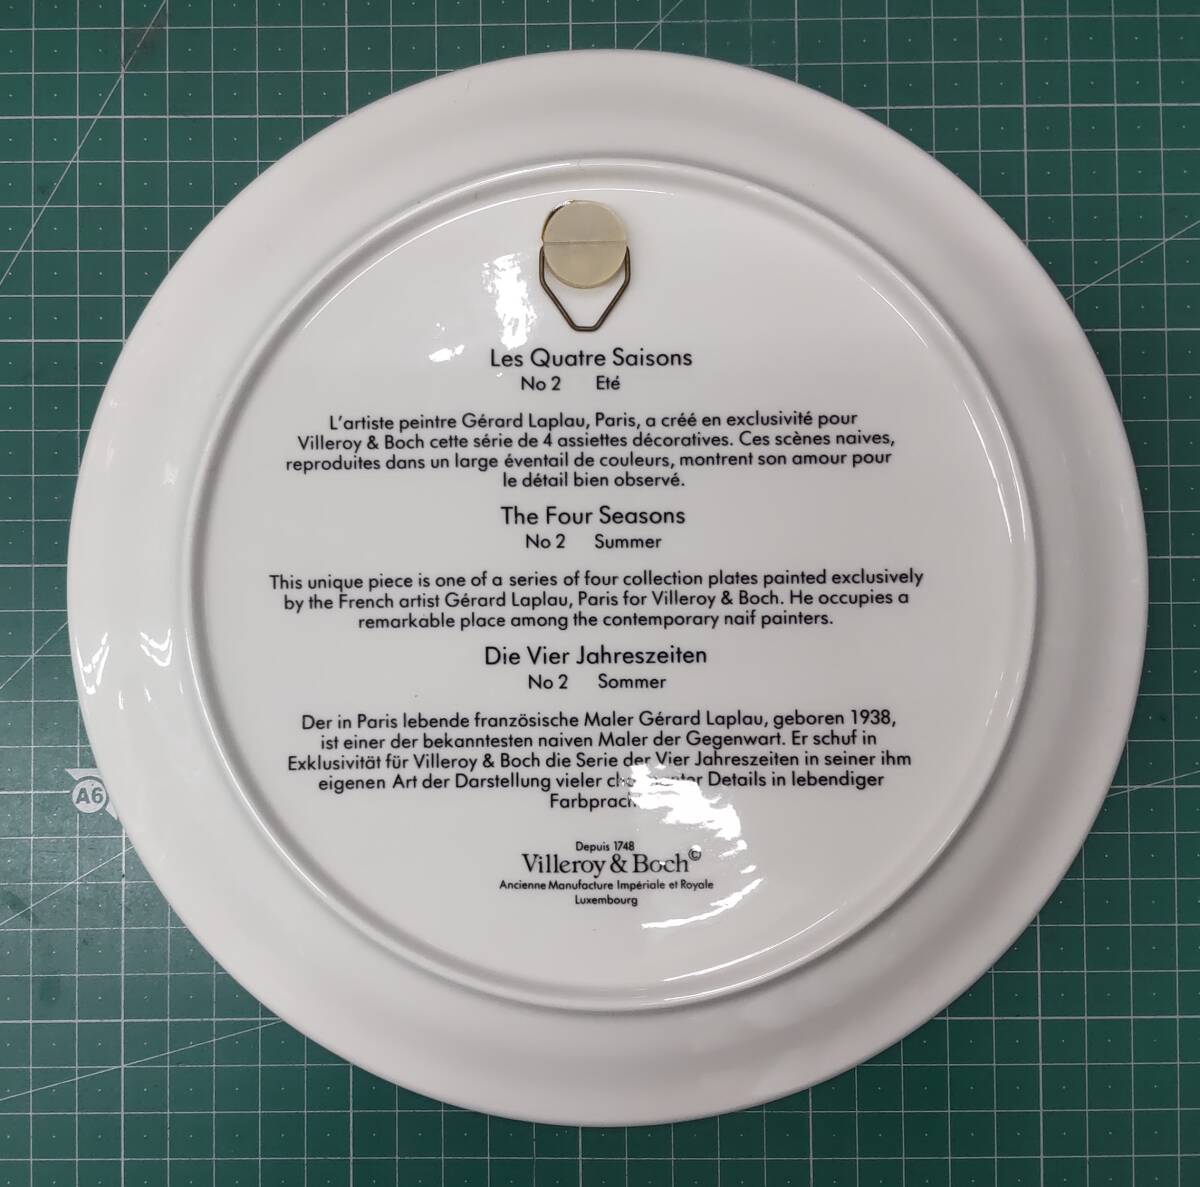 Les Quatre Saisons
No 2 Eté
L'artiste peintre Gérard Laplau, Paris, a créé en exclusivité pour
Villeroy & Boch cette série de 4 assiettes décoratives. Ces scènes naives,
reproduites dans un large éventail de couleurs, montrent son amour pour
le détail bien observé.
The Four Seasons
No 2 Summer
This unique piece is one of a series of four collection plates painted exclusively
by the French artist Gérard Laplau, Paris for Villeroy & Boch. He occupies a
remarkable place among the contemporary naif painters.
Die Vier Jahreszeiten
No 2 Sommer
Der in Paris lebende französische Maler Gérard Laplau, geboren 1938,
ist einer der bekanntesten naiven Maler der Gegenwart. Er schuf in
Exklusivität für Villeroy & Boch die Serie der Vier Jahreszeiten in seiner ihm
eigenen Art der Darstellung vieler Details in lebendiger
Depuis 1748
Villeroy & Boch©
Ancienne Manufacture Impériale et Royale
Luxembourg
A6